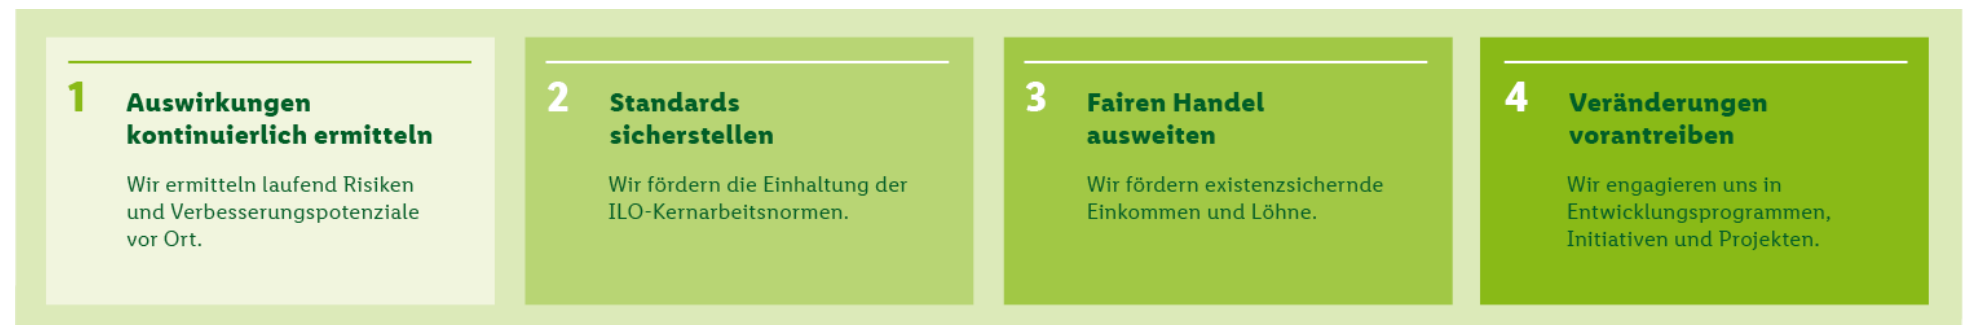 1
Auswirkungen
kontinuierlich ermitteln
Wir ermitteln laufend Risiken
und Verbesserungspotenziale
vor Ort.
2
Standards
sicherstellen
Wir fördern die Einhaltung der
ILO-Kernarbeitsnormen.
3
Fairen Handel
ausweiten
Wir fördern existenzsichernde
Einkommen und Löhne.
4
Veränderungen
vorantreiben
Wir engagieren uns in
Entwicklungsprogrammen,
Initiativen und Projekten.